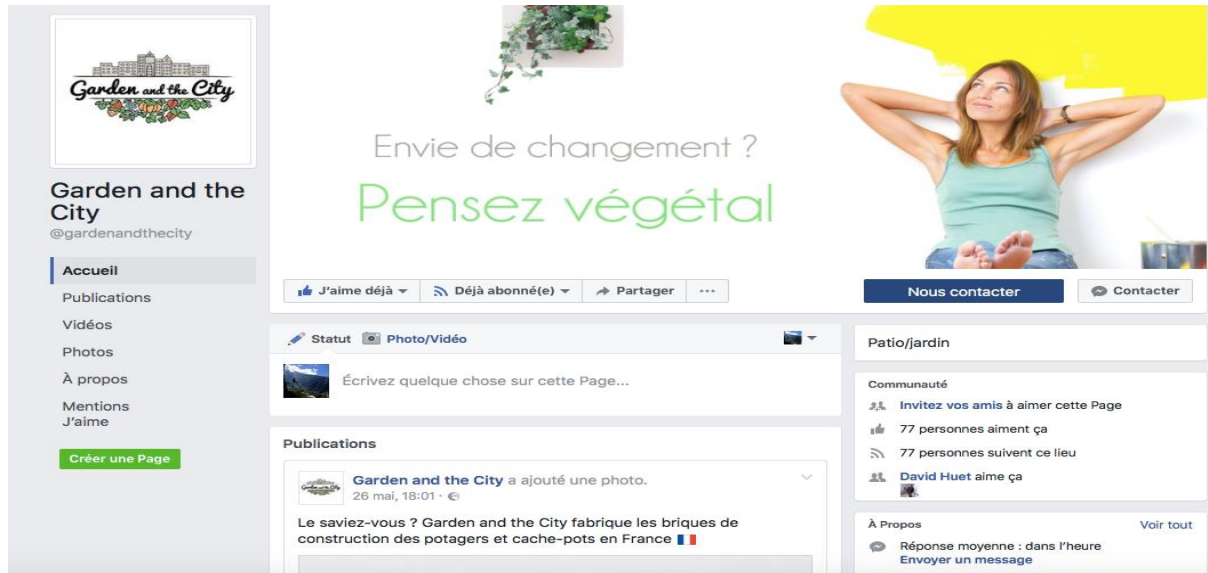 Garden and the City
Garden and the
City
@gardenandthecity
Accueil
Publications
Vidéos
Photos
À propos
Mentions
J'aime
Créer une Page
Envie de changement ?
Pensez végétal
J'aime déjà
Déjà abonné(e)
Partager
...
Nous contacter
Contacter
Statut
Photo/Vidéo
Écrivez quelque chose sur cette Page...
Publications
Garden and the City a ajouté une photo.
26 mai, 18:01 ·
Le saviez-vous ? Garden and the City fabrique les briques de
construction des potagers et cache-pots en France 🇫🇷
Patio/jardin
Communauté
Invitez vos amis à aimer cette Page
77 personnes aiment ça
77 personnes suivent ce lieu
David Huet aime ça
À Propos
Voir tout
Réponse moyenne : dans l'heure
Envoyer un message